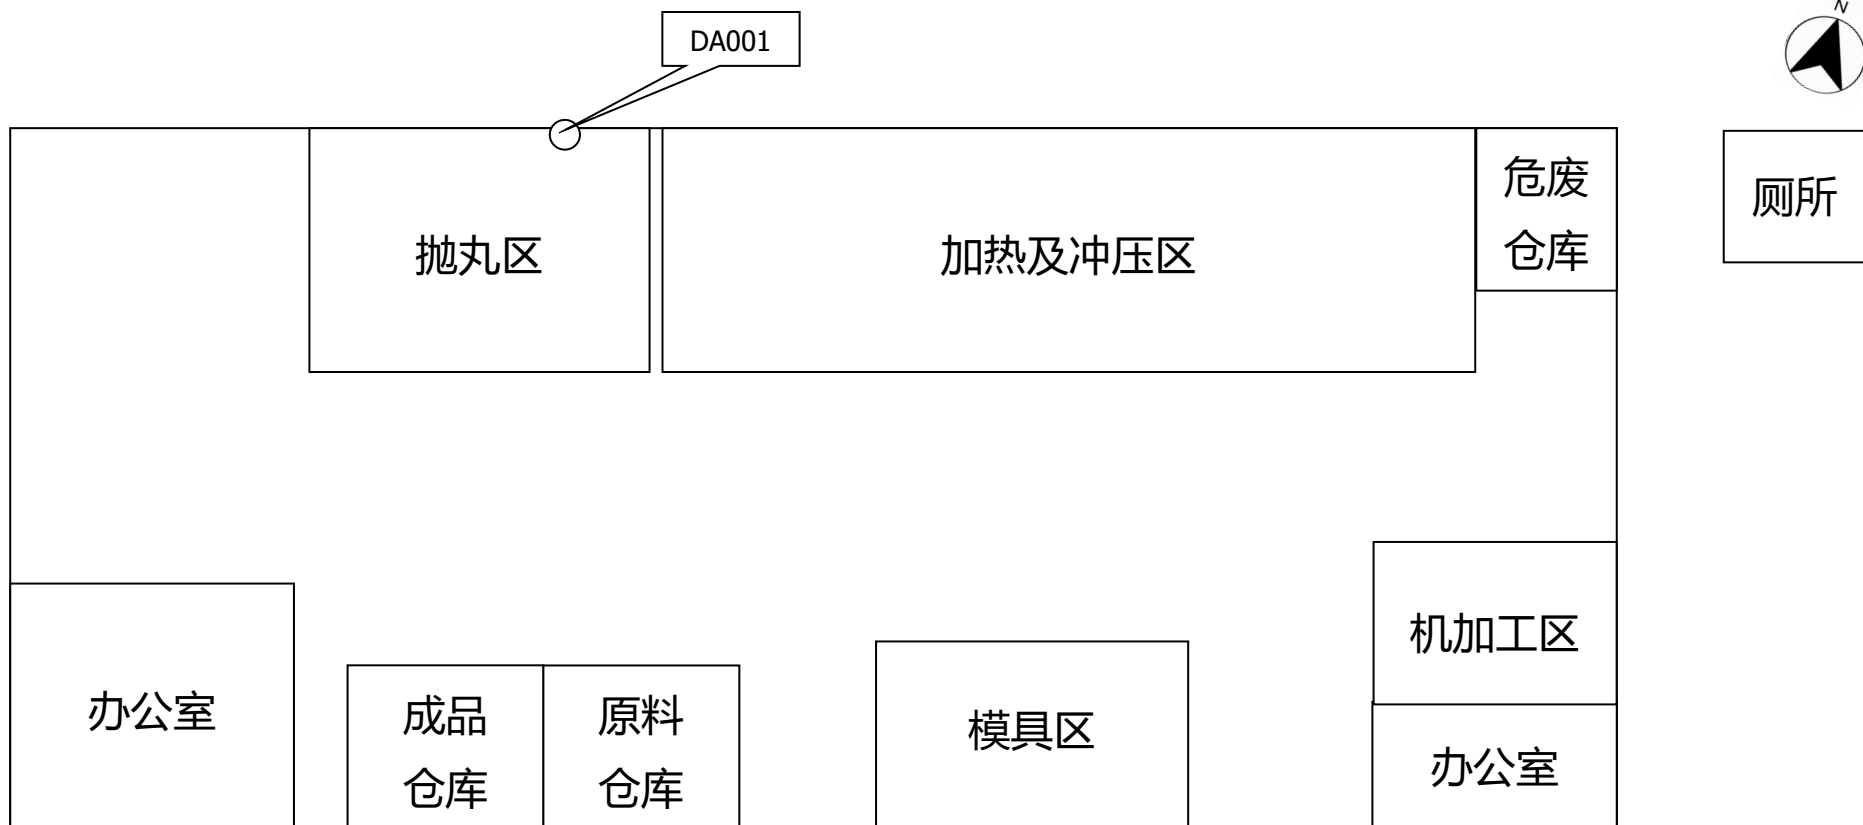 N
DA001
危废
仓库
厕所
抛丸区
加热及冲压区
机加工区
办公室
成品
仓库
原料
仓库
模具区
办公室